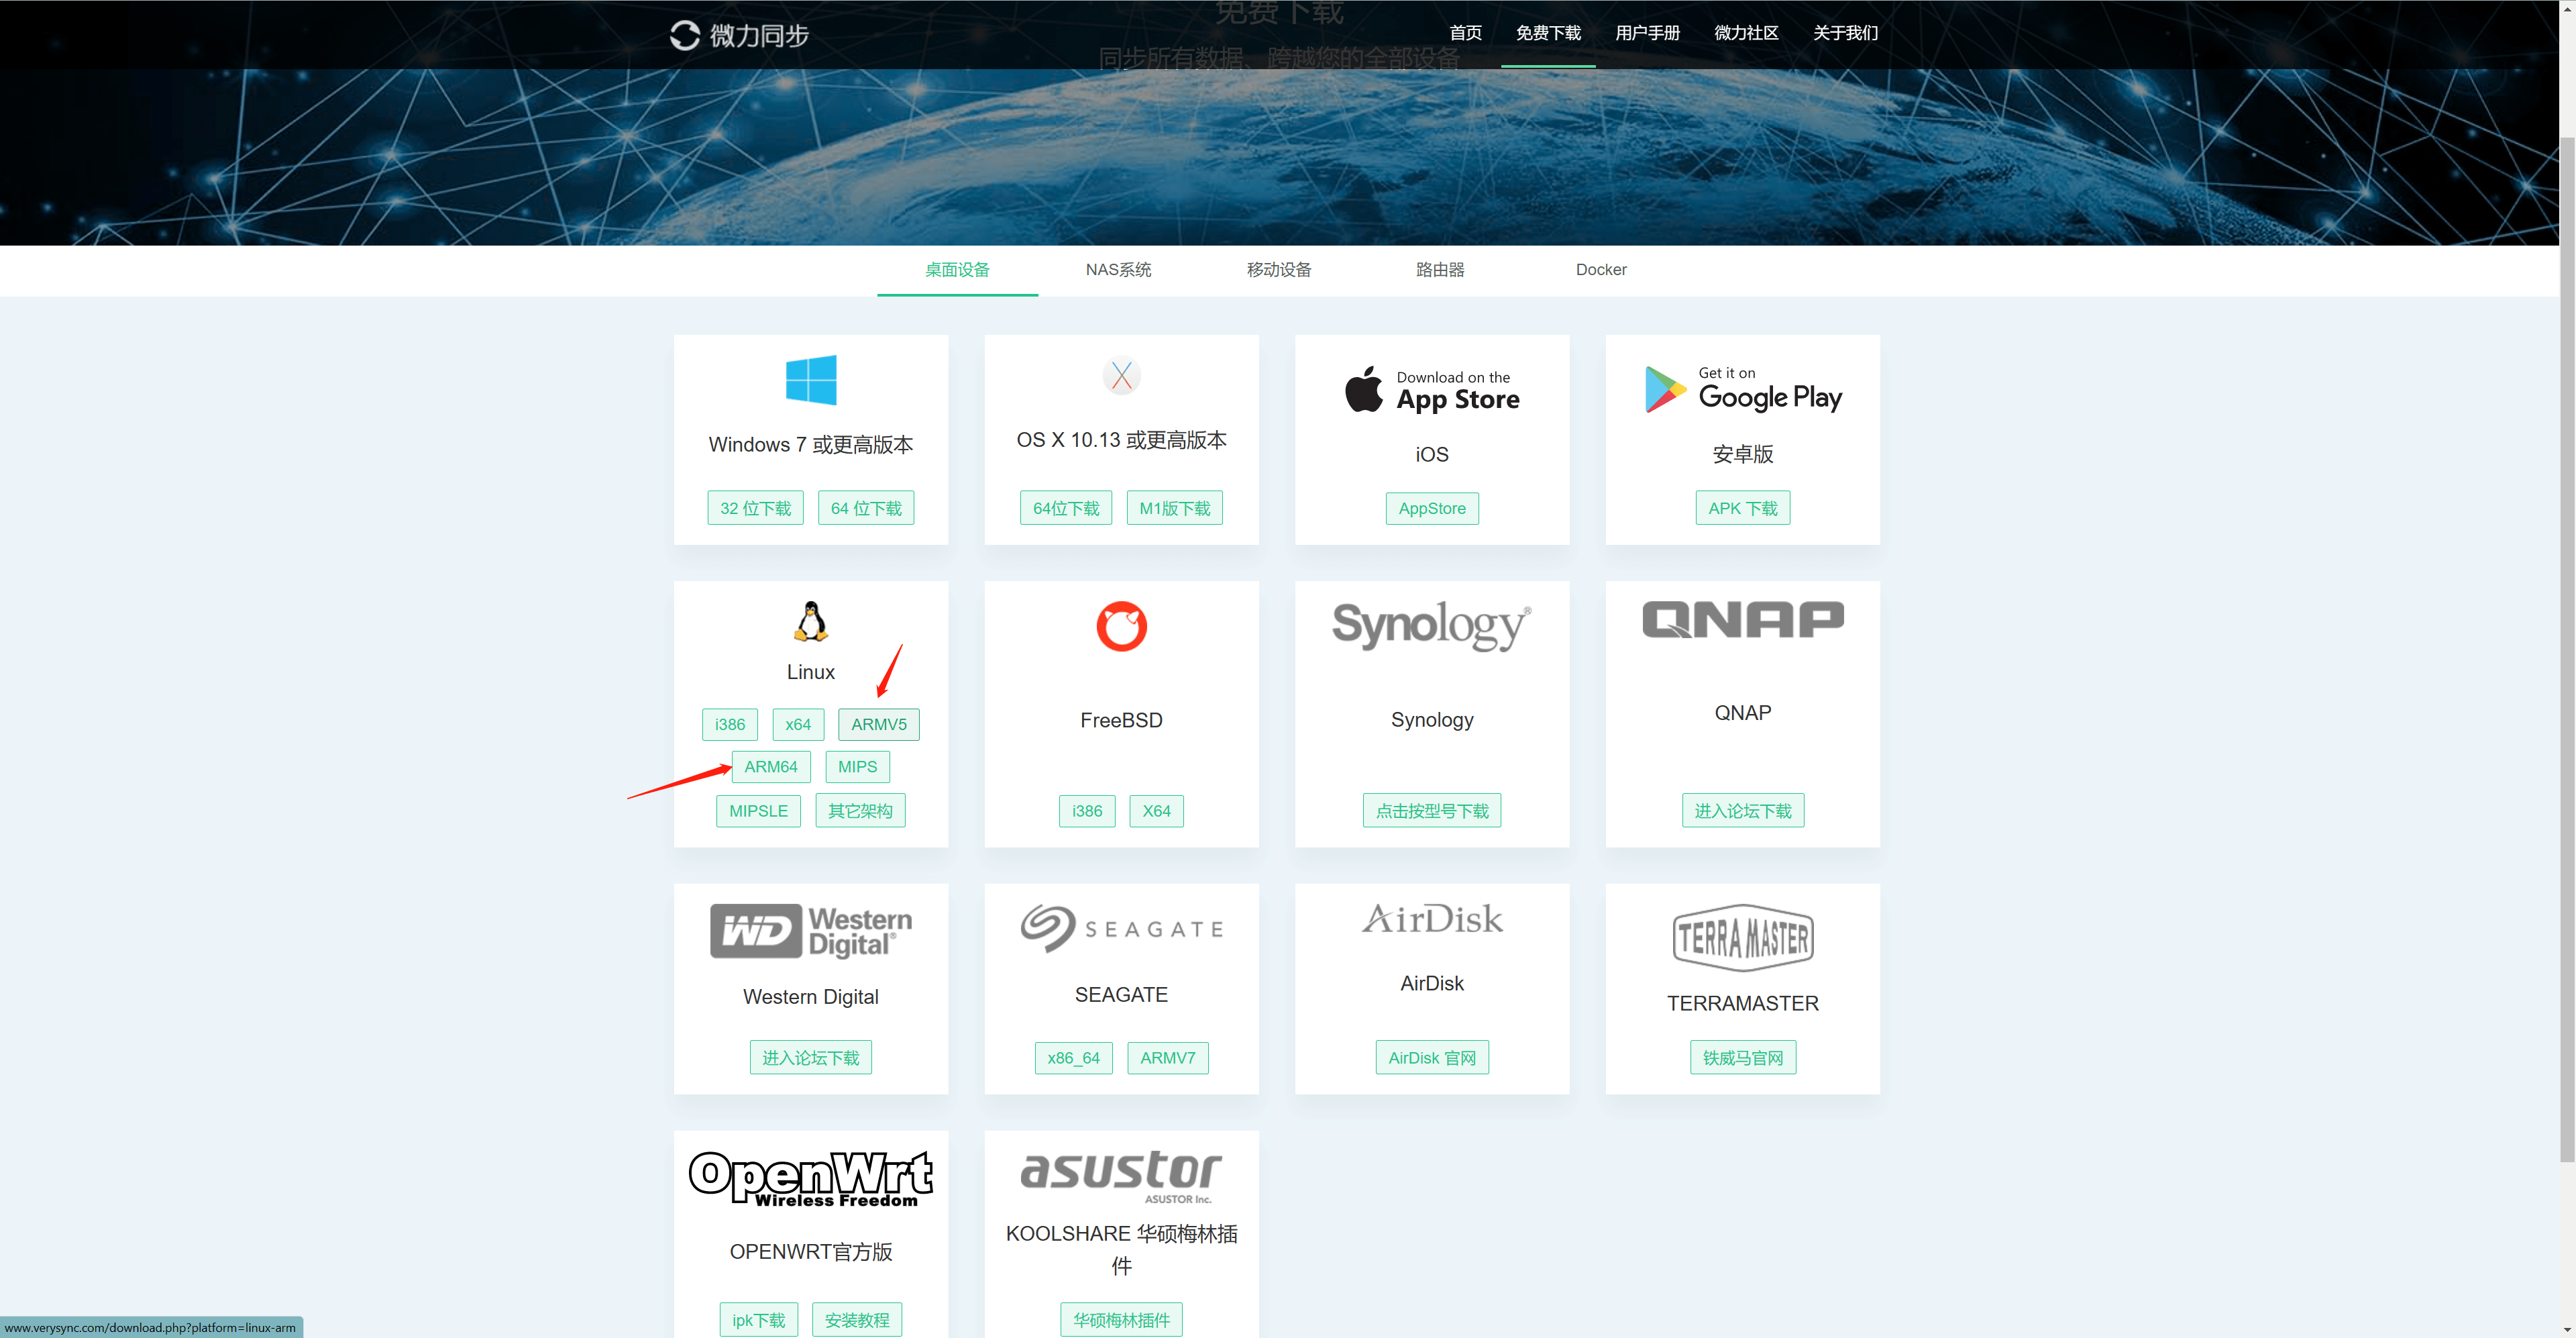 免费下载
微力同步
首页
免费下载
用户手册
微力社区
关于我们
同步所有数据、跨越您的全部设备
桌面设备
NAS系统
移动设备
路由器
Docker
Windows 7 或更高版本
32 位下载
64 位下载
OS X 10.13 或更高版本
64位下载
M1版下载
Download on the
App Store
iOS
AppStore
Get it on
Google Play
安卓版
APK 下载
Linux
i386
x64
ARMV5
ARM64
MIPS
MIPSLE
其它架构
FreeBSD
i386
X64
Synology®
Synology
点击按型号下载
QNAP
QNAP
进入论坛下载
WD Western
Digital®
Western Digital
进入论坛下载
SEAGATE
SEAGATE
x86_64
ARMV7
AirDisk
AirDisk
AirDisk 官网
TERRAMASTER
TERRAMASTER
铁威马官网
OpenWrt
Wireless Freedom
OPENWRT官方版
ipk下载
安装教程
asustor
ASUSTOR Inc.
KOOLSHARE 华硕梅林插
件
华硕梅林插件
www.verysync.com/download.php?platform=linux-arm